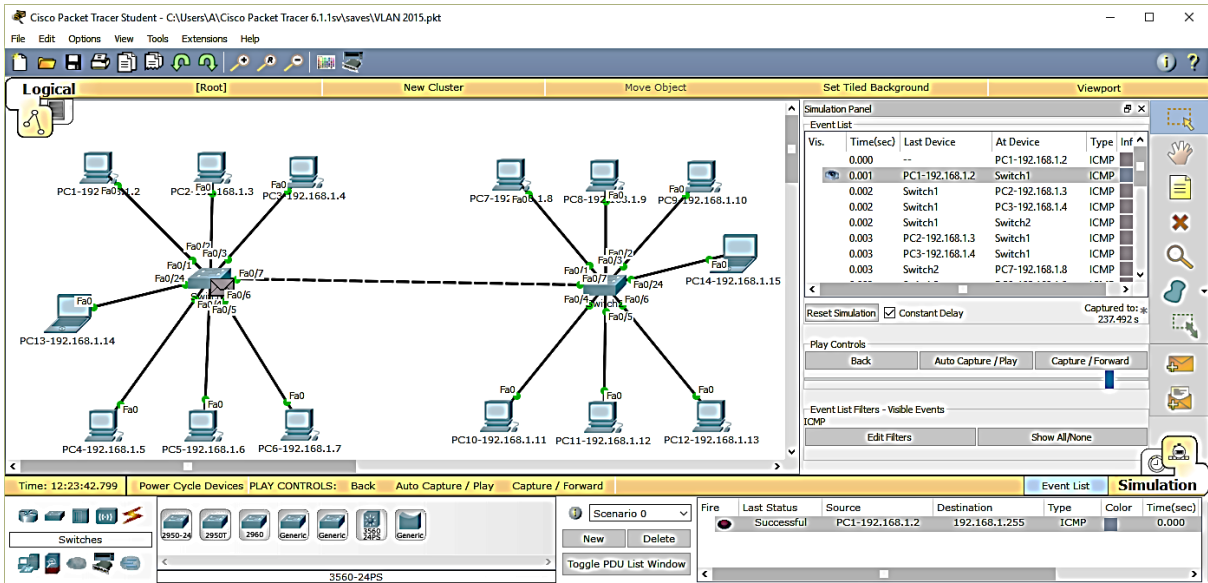 Cisco Packet Tracer Student - C:\Users\A\Cisco Packet Tracer 6.1.1sv\saves\VLAN 2015.pkt
File Edit Options View Tools Extensions Help
Logical [Root] New Cluster Move Object Set Tiled Background Viewport
Simulation Panel
Event List
Vis. Time(sec) Last Device At Device Type Inf
0.000 -- PC1-192.168.1.2 ICMP
0.001 PC1-192.168.1.2 Switch1 ICMP
0.002 Switch1 PC2-192.168.1.3 ICMP
0.002 Switch1 PC3-192.168.1.4 ICMP
0.002 Switch1 Switch2 ICMP
0.003 PC2-192.168.1.3 Switch1 ICMP
0.003 PC3-192.168.1.4 Switch1 ICMP
0.003 Switch2 PC7-192.168.1.8 ICMP
Reset Simulation Constant Delay Captured to: *
237.492 s
Play Controls
Back Auto Capture / Play Capture / Forward
Event List Filters - Visible Events
ICMP
Edit Filters Show All/None
Fa0 Fa0
PC2-192.168.1.3
PC3-192.168.1.4
Fa0/1
Fa0/3
Fa0/24
Fa0/7
Fa0/6
Fa0/5
Fa0
PC13-192.168.1.14
Fa0 Fa0 Fa0
PC4-192.168.1.5 PC5-192.168.1.6 PC6-192.168.1.7
Fa0 Fa0
PC9-192.168.1.10
Fa0
PC14-192.168.1.15
Fa0/2
Fa0/1
Fa0/3
Fa0/7
Fa0/24
Fa0/4
Fa0/6
Fa0/5
Fa0 Fa0 Fa0
PC10-192.168.1.11 PC11-192.168.1.12 PC12-192.168.1.13
Time: 12:23:42.799 Power Cycle Devices PLAY CONTROLS: Back Auto Capture / Play Capture / Forward Event List Simulation
Switches
2950-24 2950T 2960 Generic Generic 3560 24PS Generic
3560-24PS
Scenario 0
New Delete
Toggle PDU List Window
Fire Last Status Source Destination Type Color Time(sec)
Successful PC1-192.168.1.2 192.168.1.255 ICMP 0.000